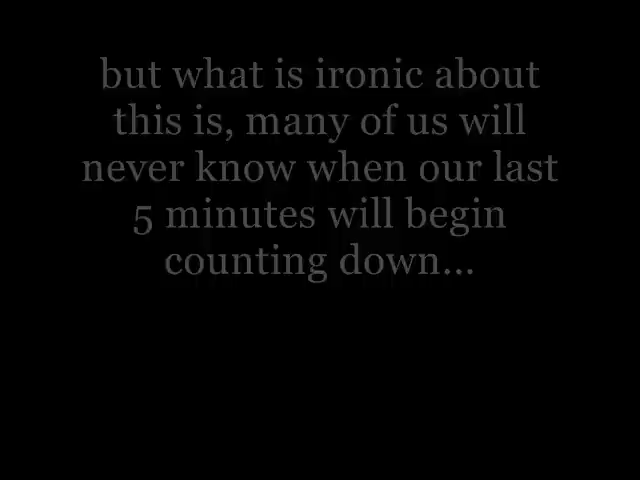 but what is ironic about
this is, many of us will
never know when our last
5 minutes will begin
counting down...